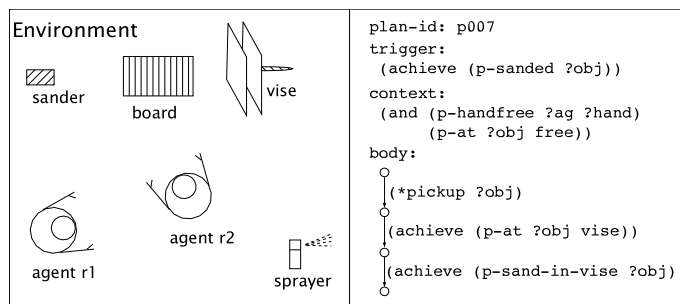 Environment
sander
board
vise
agent r1
agent r2
sprayer
plan-id: p007
trigger:
(achieve (p-sanded ?obj))
context:
(and (p-handfree ?ag ?hand)
(p-at ?obj free))
body:
(*pickup ?obj)
(achieve (p-at ?obj vise))
(achieve (p-sand-in-vise ?obj)